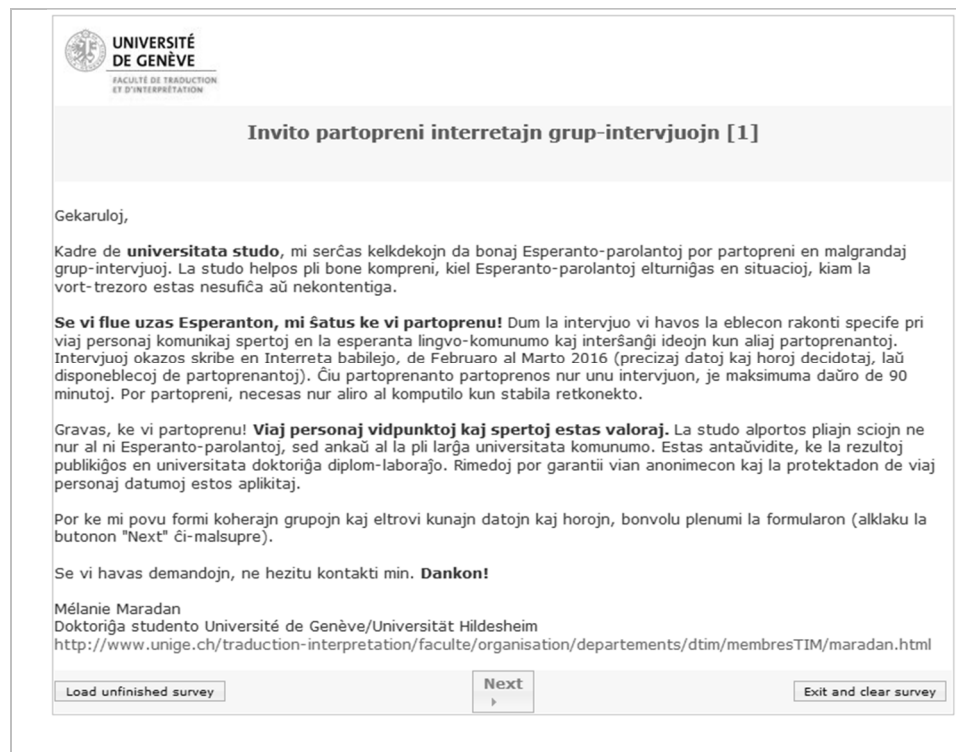 UNIVERSITÉ
DE GENÈVE
FACULTÉ DE TRADUCTION
ET D'INTERPRÉTATION
Invito partopreni interretajn grup-intervjuojn [1]
Gekaruloj,
Kadre de universitata studo, mi serĉas kelkdekojn da bonaj Esperanto-parolantoj por partopreni en malgrandaj
grup-intervjuoj. La studo helpos pli bone kompreni, kiel Esperanto-parolantoj elturniĝas en situacioj, kiam la
vort-trezoro estas nesufiĉa aŭ nekontentiga.
Se vi flue uzas Esperanton, mi ŝatus ke vi partoprenu! Dum la intervjuo vi havos la eblecon rakonti specife pri
viaj personaj komunikaj spertoj en la esperanta lingvo-komunumo kaj interŝanĝi ideojn kun aliaj partoprenantoj.
Intervjuoj okazos skribe en Interreta babilejo, de Februaro al Marto 2016 (precizaj datoj kaj horoj decidotaj, laŭ
disponeblecoj de partoprenantoj). Ĉiu partoprenanto partoprenos nur unu intervjuon, je maksimuma daŭro de 90
minutoj. Por partopreni, necesas nur aliro al komputilo kun stabila retkonekto.
Gravas, ke vi partoprenu! Viaj personaj vidpunktoj kaj spertoj estas valoraj. La studo alportos pliajn sciojn ne
nur al ni Esperanto-parolantoj, sed ankaŭ al la pli larĝa universitata komunumo. Estas antaŭvidite, ke la rezultoj
publikiĝos en universitata doktoriĝa diplom-laboraĵo. Rimedoj por garantii vian anonimecon kaj la protektadon de viaj
personaj datumoj estos aplikitaj.
Por ke mi povu formi koherajn grupojn kaj eltrovi kunajn datojn kaj horojn, bonvolu plenumi la formularon (alklaku la
butonon "Next" ĉi-malsupre).
Se vi havas demandojn, ne hezitu kontakti min. Dankon!
Mélanie Maradan
Doktoriĝa studento Université de Genève/Universität Hildesheim
http://www.unige.ch/traduction-interpretation/faculte/organisation/departements/dtim/membresTIM/maradan.html
Load unfinished survey
Next
Exit and clear survey